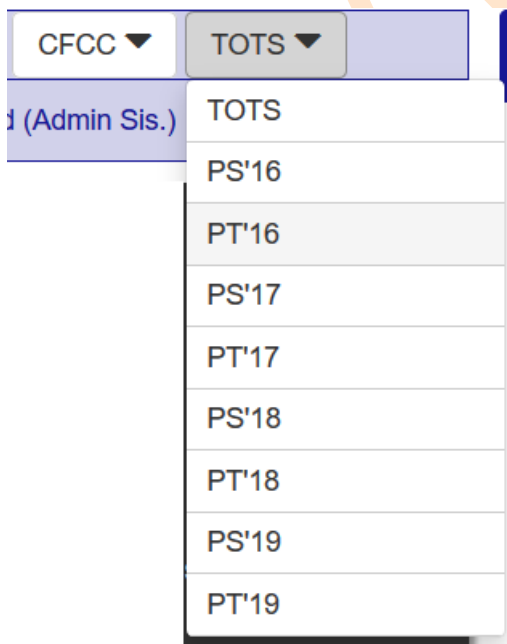 CFCC TOTS
(Admin Sis.)
TOTS
PS'16
PT'16
PS'17
PT'17
PS'18
PT'18
PS'19
PT'19